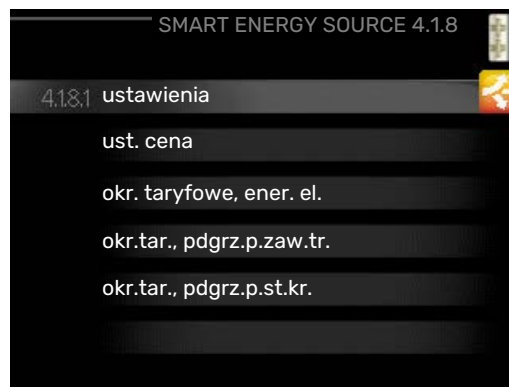 SMART ENERGY SOURCE 4.1.8
4.1.8.1 ustawienia
ust. cena
okr. taryfowe, ener. el.
okr.tar., pdgrz.p.zaw.tr.
okr.tar., pdgrz.p.st.kr.